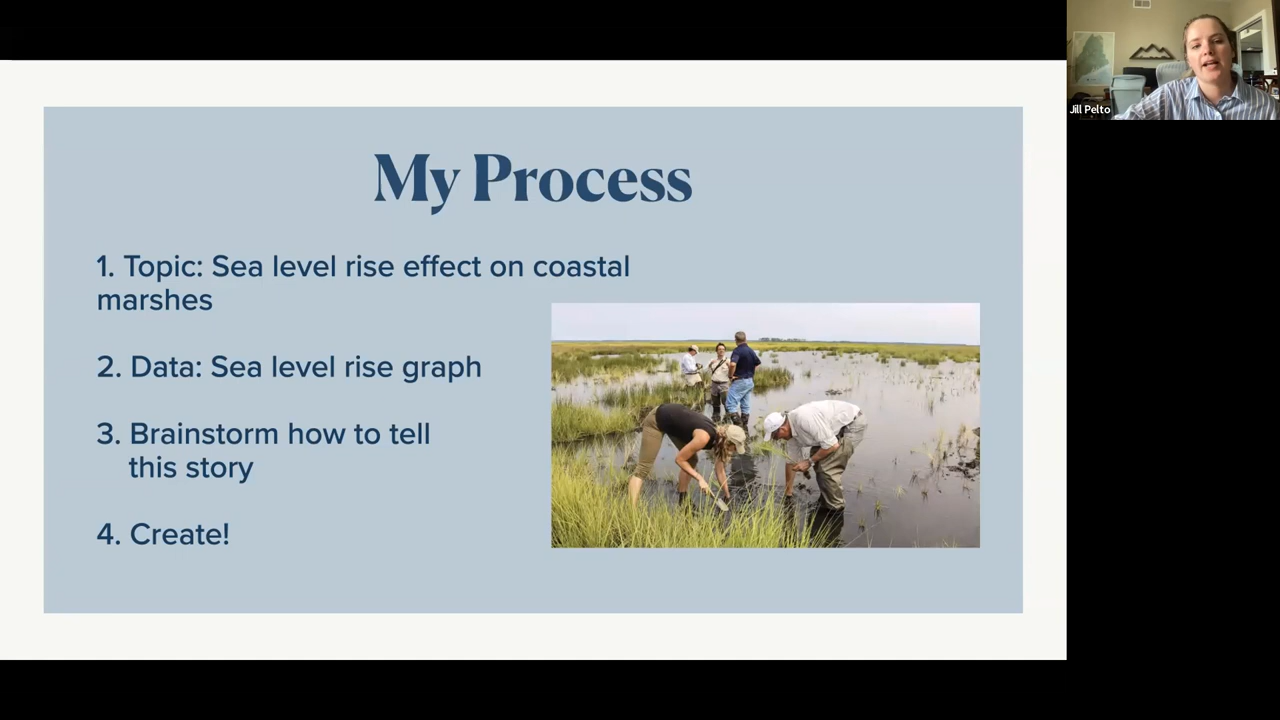 My Process
1. Topic: Sea level rise effect on coastal
marshes
2. Data: Sea level rise graph
3. Brainstorm how to tell
this story
4. Create!
Jill Pelto